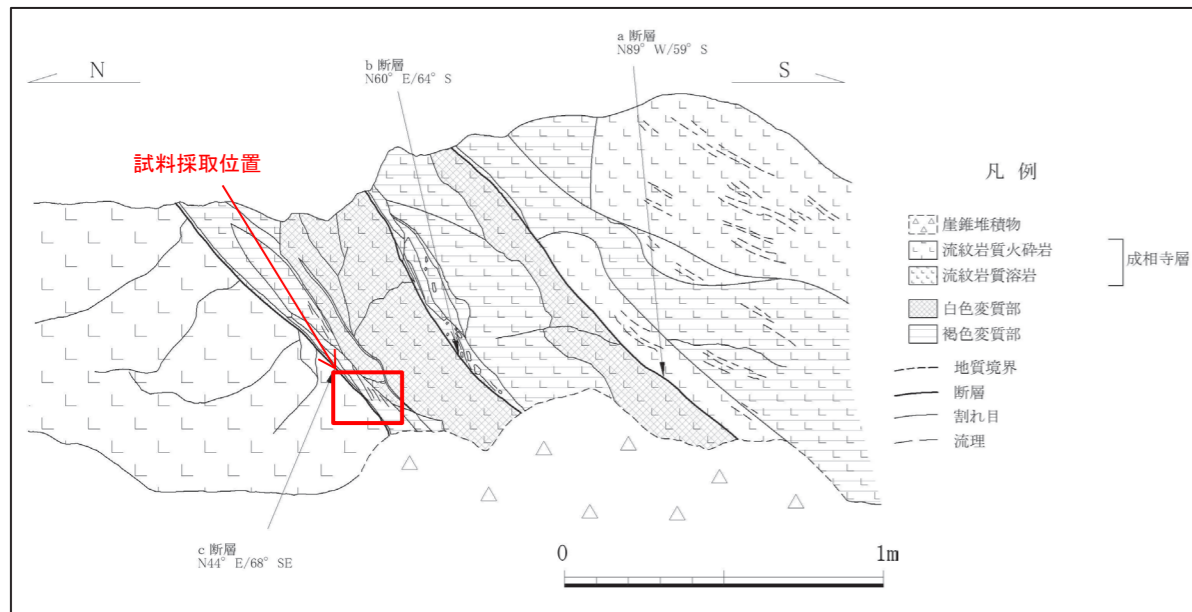 a 断層
N89° W/59° S
N
b 断層
N60° E/64° S
S
試料採取位置
凡 例
崖錐堆積物
流紋岩質火砕岩
流紋岩質溶岩
成相寺層
白色変質部
褐色変質部
地質境界
断層
割れ目
流理
c 断層
N44° E/68° SE
0
1m